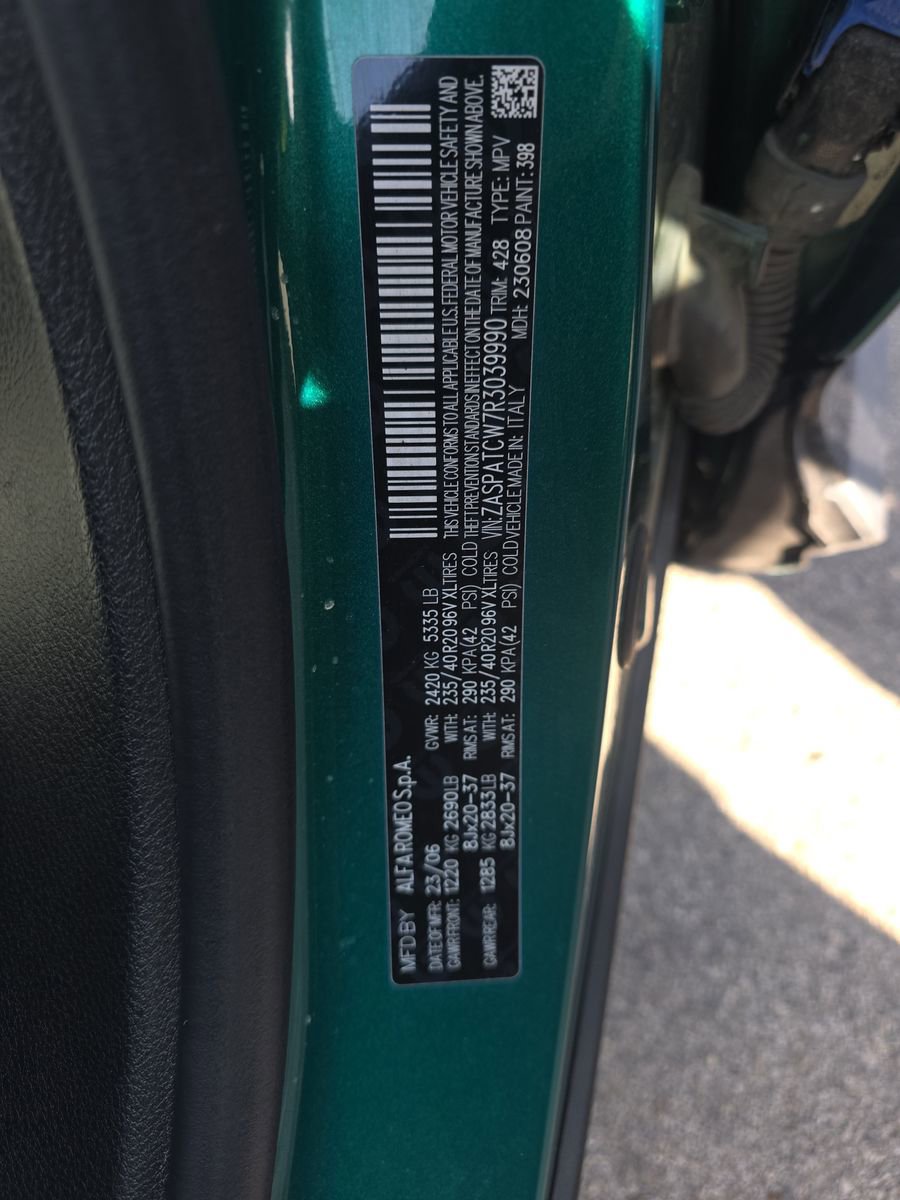 MFD BY ALFA ROMEO S.p.A.
DATE OF MFR: 23/06 GVWR: 2420 KG 5335 LB
GAWR FRONT: 1220 KG 2690 LB WITH: 235/40 R20 96V XL TIRES
8Jx20-37 RIMS AT: 290 KPA (42 PSI) COLD
GAWR REAR: 1285 KG 2833 LB WITH: 235/40 R20 96V XL TIRES
8Jx20-37 RIMS AT: 290 KPA (42 PSI) COLD
THIS VEHICLE CONFORMS TO ALL APPLICABLE U.S. FEDERAL MOTOR VEHICLE SAFETY AND
THEFT PREVENTION STANDARDS IN EFFECT ON THE DATE OF MANUFACTURE SHOWN ABOVE.
VIN: ZASPATCW7R3039990 TRIM: 428 TYPE: MPV
VEHICLE MADE IN: ITALY MDH: 230608 PAINT: 398